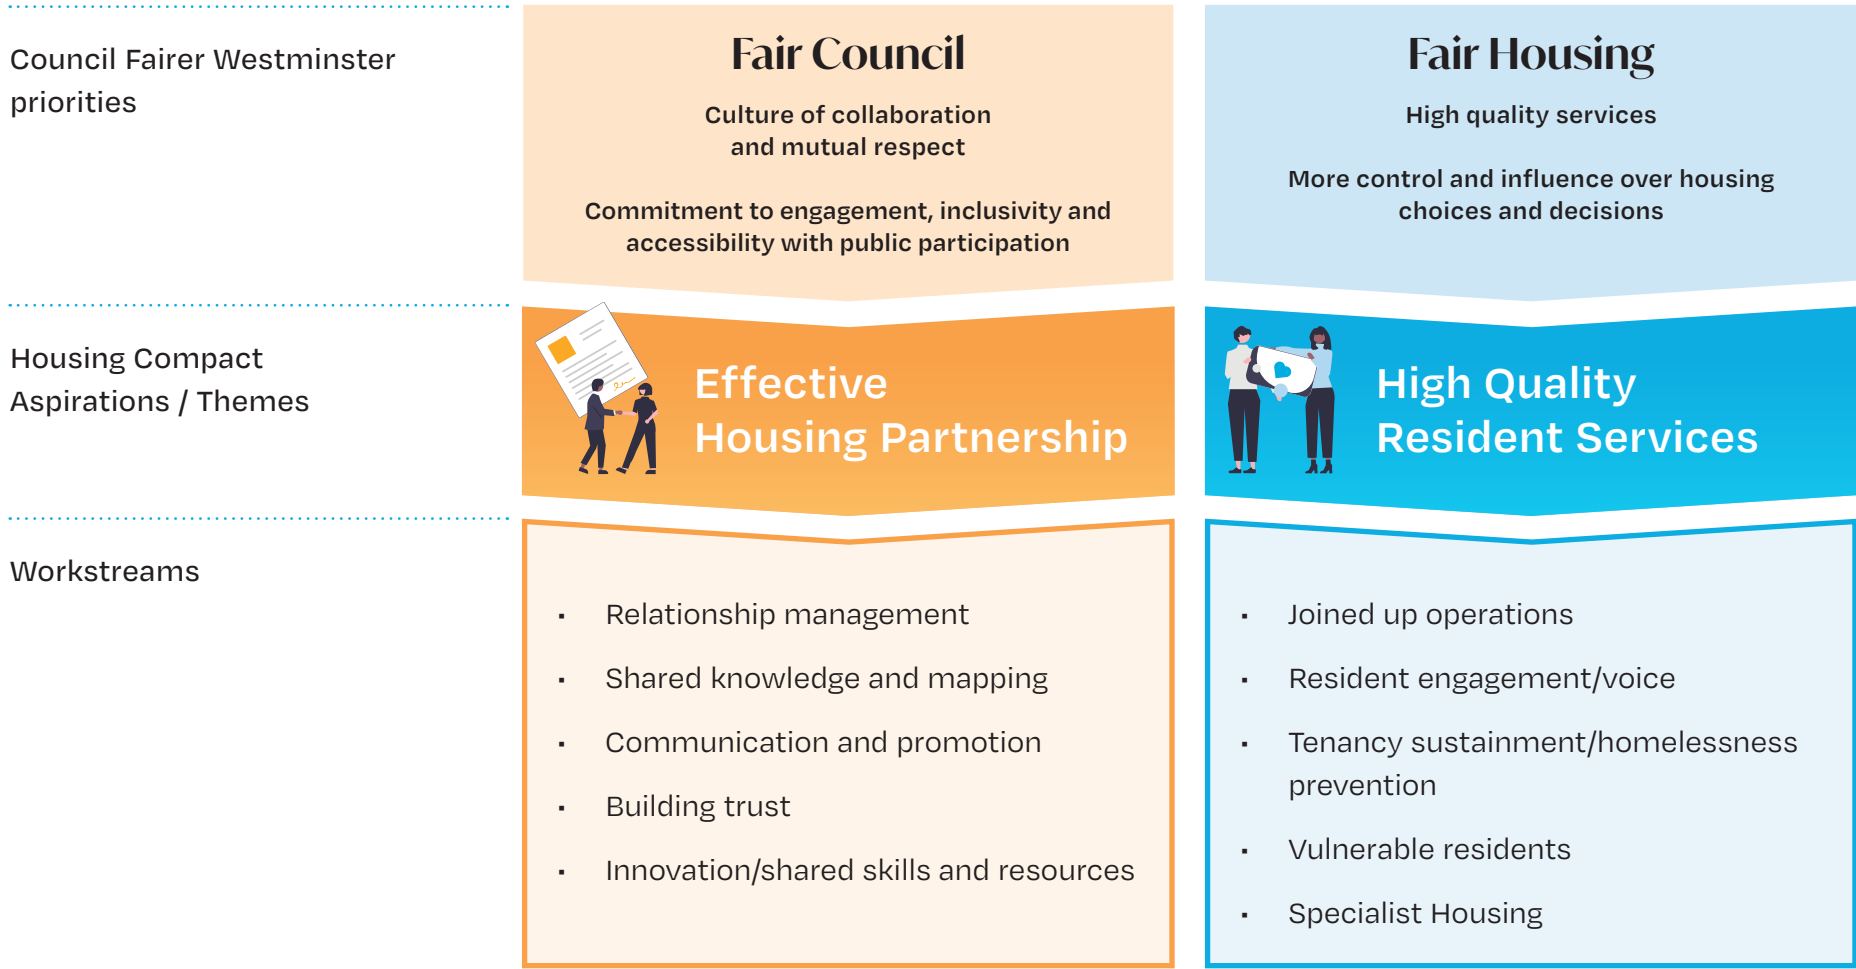 Council Fairer Westminster
priorities
Fair Council
Culture of collaboration
and mutual respect
Commitment to engagement, inclusivity and
accessibility with public participation
Fair Housing
High quality services
More control and influence over housing
choices and decisions
Housing Compact
Aspirations / Themes
Effective
Housing Partnership
High Quality
Resident Services
Workstreams
• Relationship management
• Shared knowledge and mapping
• Communication and promotion
• Building trust
• Innovation/shared skills and resources
• Joined up operations
• Resident engagement/voice
• Tenancy sustainment/homelessness
prevention
• Vulnerable residents
• Specialist Housing